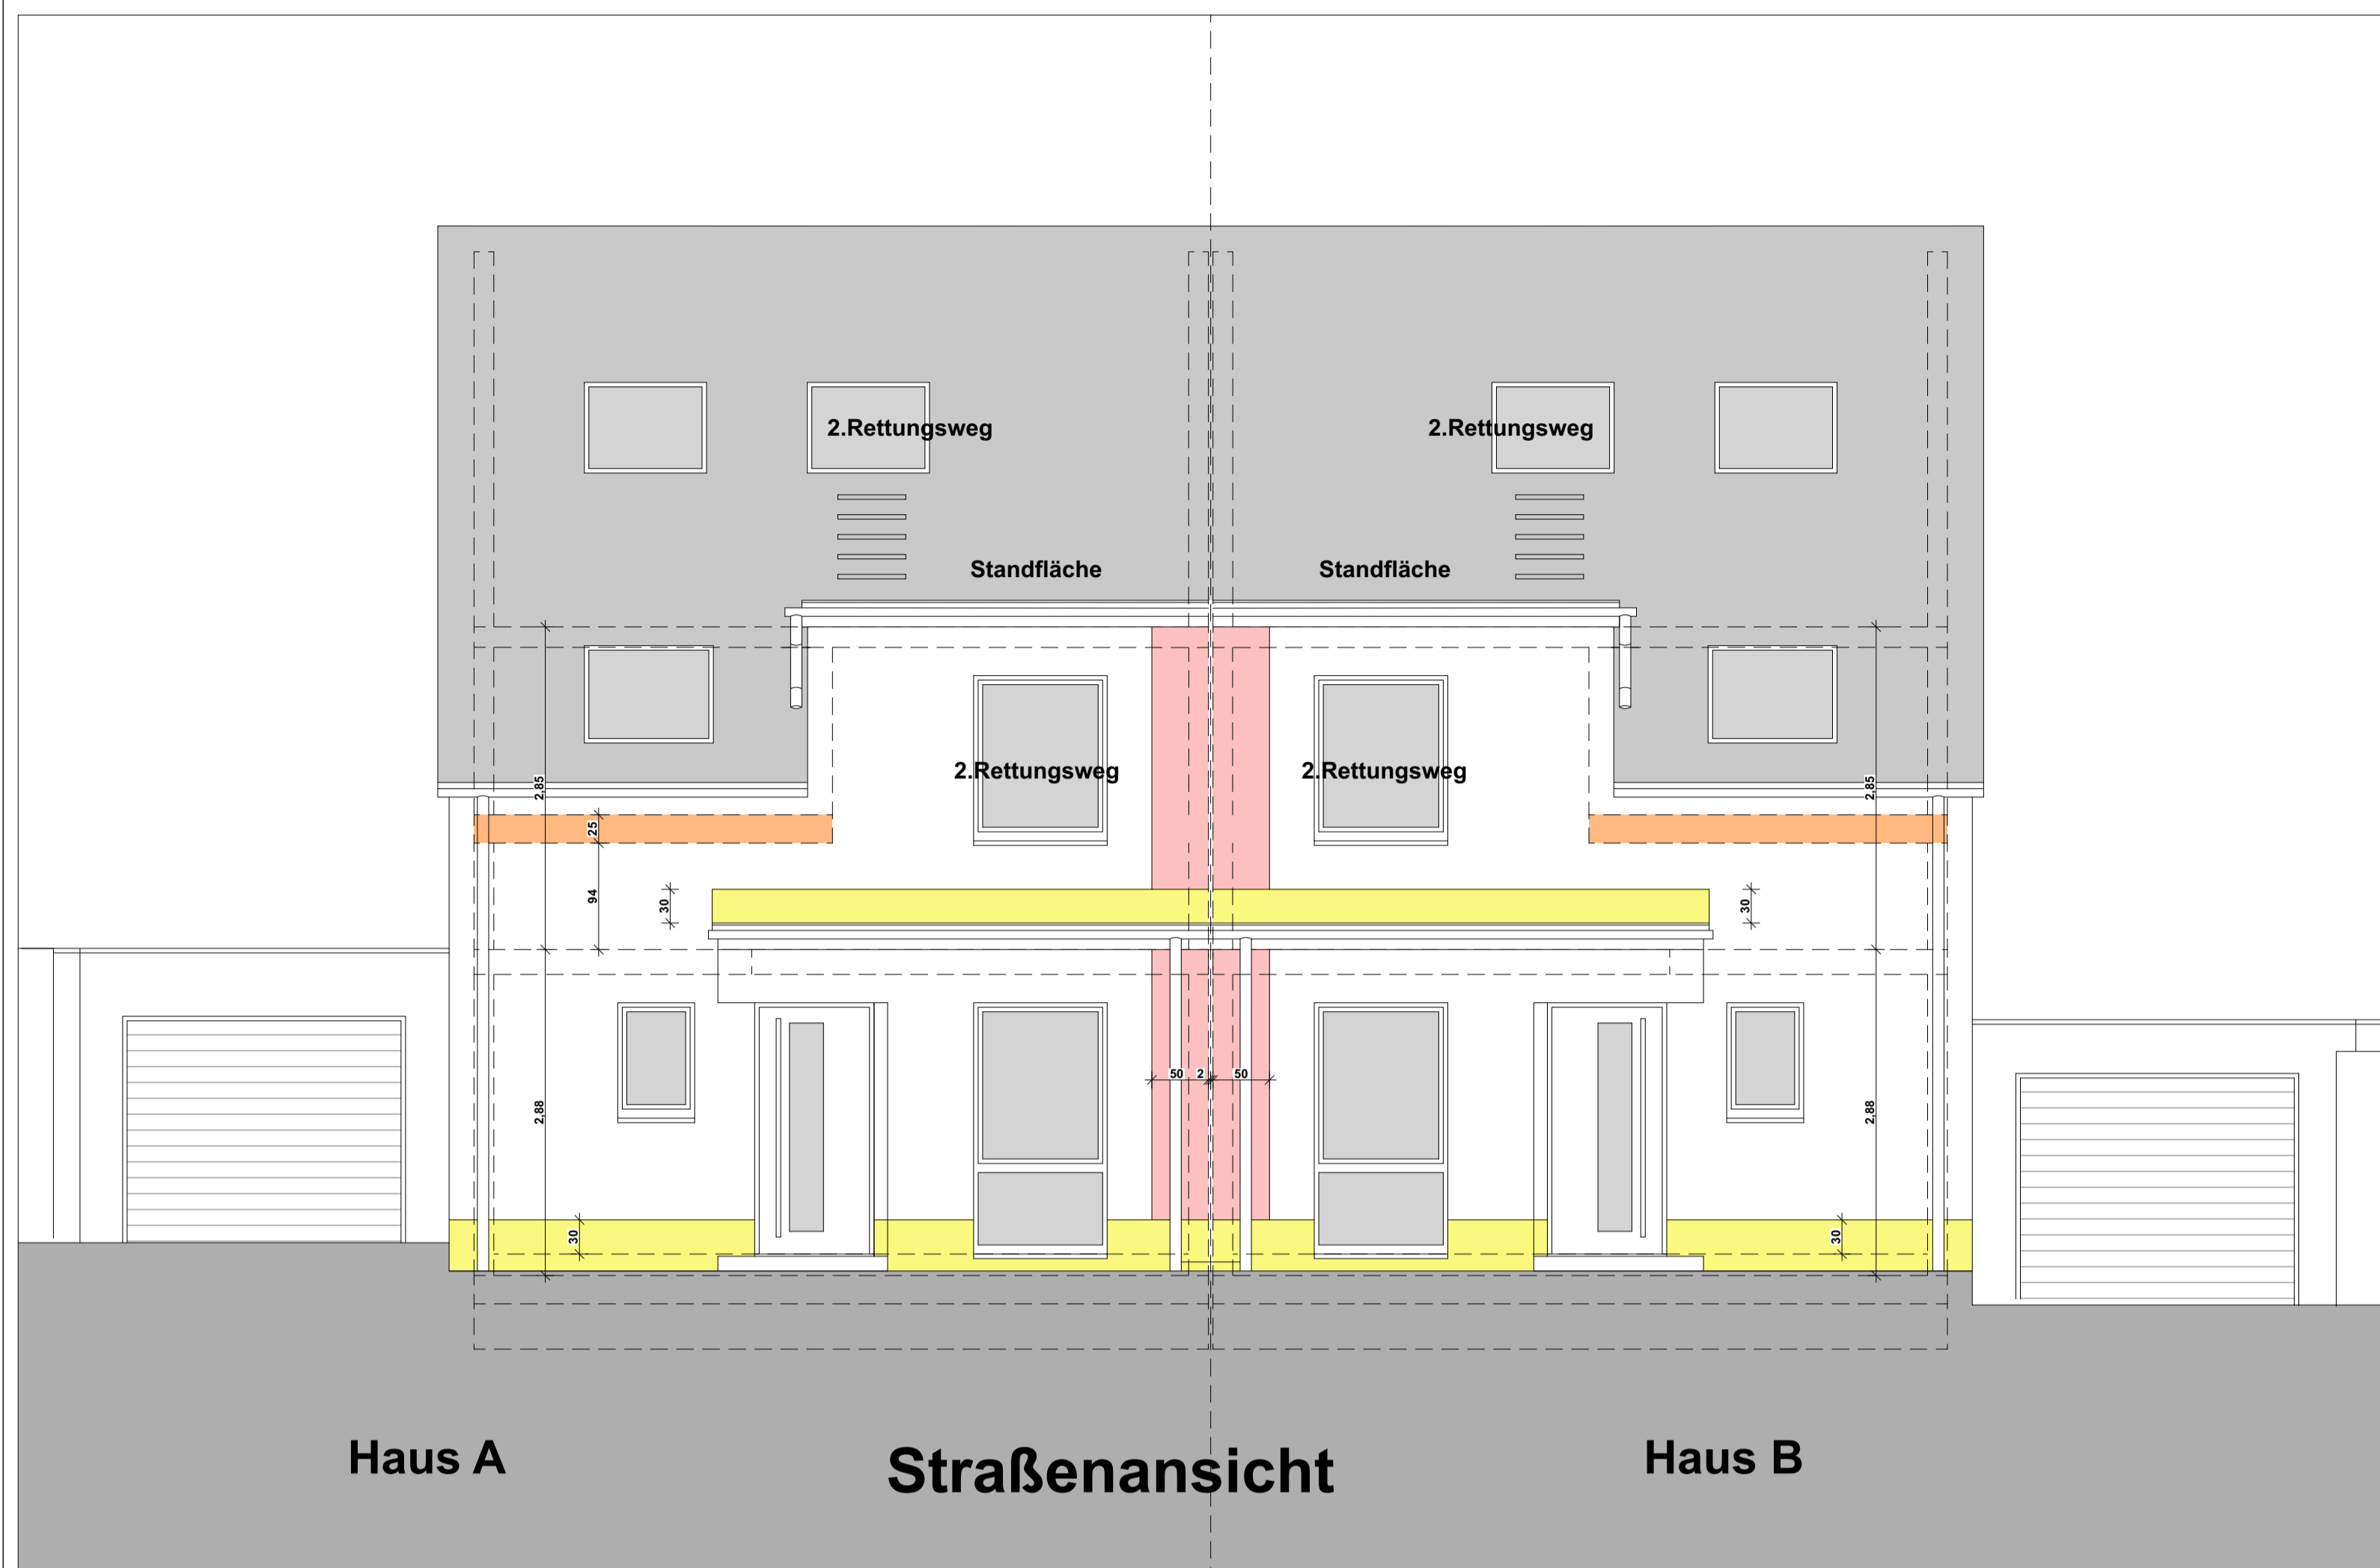 2.Rettungsweg 2.Rettungsweg
Standfläche Standfläche
2.Rettungsweg 2.Rettungsweg
2,85 2,85
25
94
30 30
50 2 50
2,88 2,88
30 30
Haus A Straßenansicht Haus B